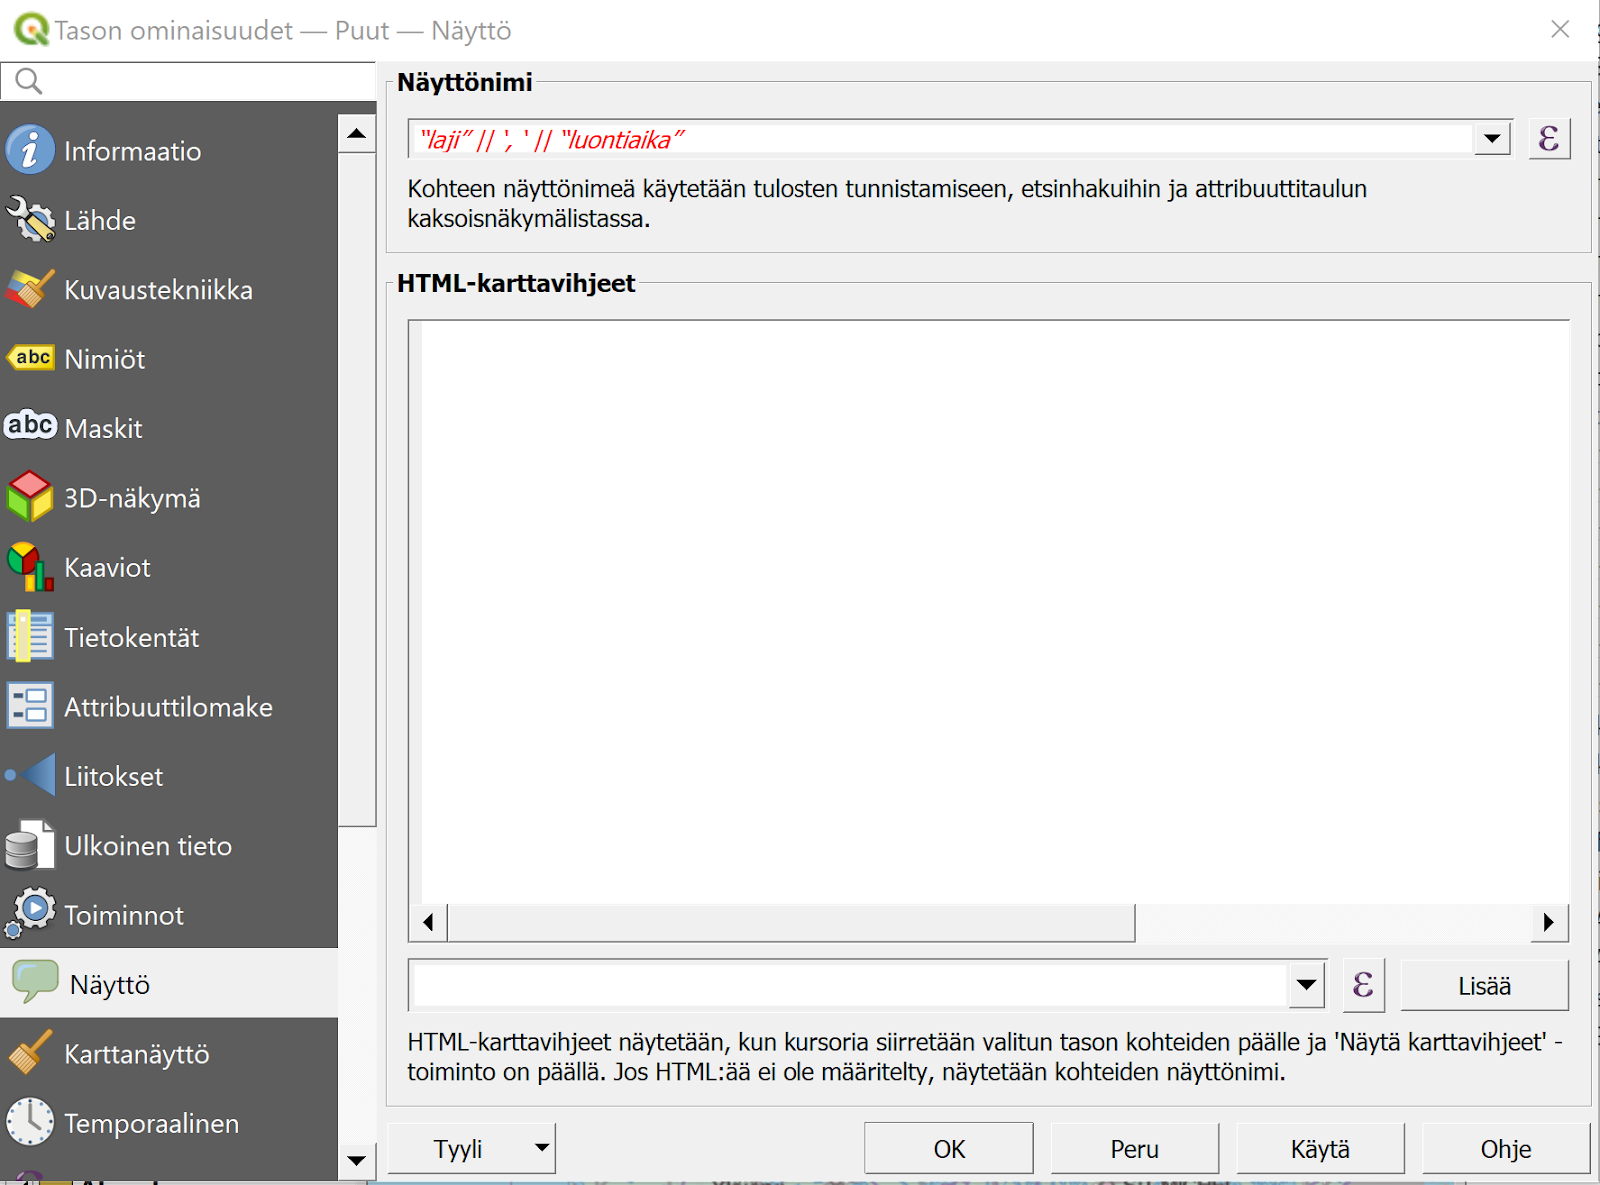 Tason ominaisuudet — Puut — Näyttö
Informaatio
Lähde
Kuvaustekniikka
abc Nimiöt
abc Maskit
3D-näkymä
Kaaviot
Tietokentät
Attribuuttilomake
Liitokset
Ulkoinen tieto
Toiminnot
Näyttö
Karttanäyttö
Temporaalinen
Näyttönimi
“laji” || ‘, ‘ || “luontiaika”
ε
Kohteen näyttönimeä käytetään tulosten tunnistamiseen, etsinhakuihin ja attribuuttitaulun
kaksoisnäkymälistassa.
HTML-karttavihjeet
ε
Lisää
HTML-karttavihjeet näytetään, kun kursoria siirretään valitun tason kohteiden päälle ja 'Näytä karttavihjeet' -
toiminto on päällä. Jos HTML:ää ei ole määritelty, näytetään kohteiden näyttönimi.
Tyyli
OK
Peru
Käytä
Ohje